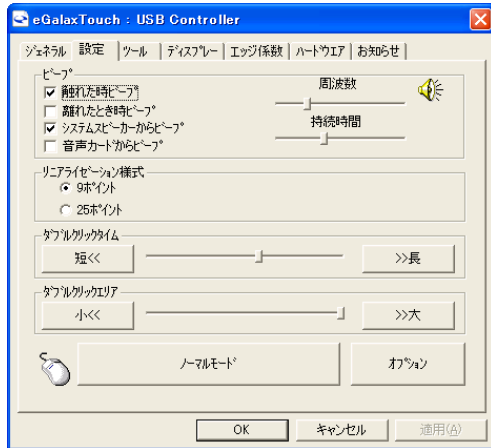 eGalaxTouch : USB Controller
ジェネラル 設定 ツール ディスプレー エッジ係数 ハードウエア お知らせ
ビープ
触れた時ビープ
離れたとき時ビープ
システムスピーカーからビープ
音声カードからビープ
周波数
持続時間
リニアライゼーション様式
9ポイント
25ポイント
ダブルクリックタイム
短<< >>長
ダブルクリックエリア
小<< >>大
ノーマルモード オプション
OK キャンセル 適用(A)